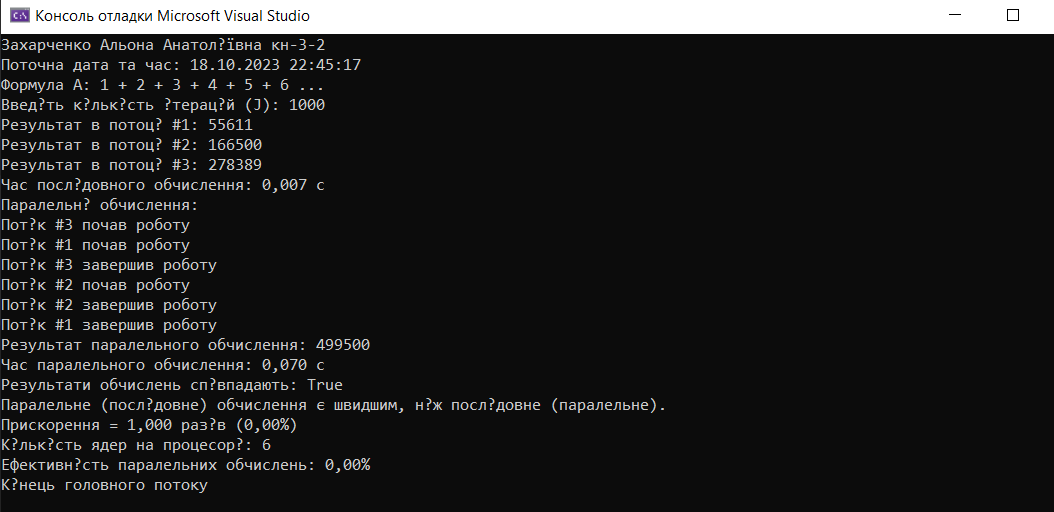 Консоль отладки Microsoft Visual Studio
Захарченко Альона Анатол?ївна кн-3-2
Поточна дата та час: 18.10.2023 22:45:17
Формула A: 1 + 2 + 3 + 4 + 5 + 6 ...
Введ?ть к?льк?сть ?терац?й (J): 1000
Результат в потоц? #1: 55611
Результат в потоц? #2: 166500
Результат в потоц? #3: 278389
Час посл?довного обчислення: 0,007 с
Паралельн? обчислення:
Пот?к #3 почав роботу
Пот?к #1 почав роботу
Пот?к #3 завершив роботу
Пот?к #2 почав роботу
Пот?к #2 завершив роботу
Пот?к #1 завершив роботу
Результат паралельного обчислення: 499500
Час паралельного обчислення: 0,070 с
Результати обчислень сп?впадають: True
Паралельне (посл?довне) обчислення є швидшим, н?ж посл?довне (паралельне).
Прискорення = 1,000 раз?в (0,00%)
К?льк?сть ядер на процесор?: 6
Ефективн?сть паралельних обчислень: 0,00%
К?нець головного потоку